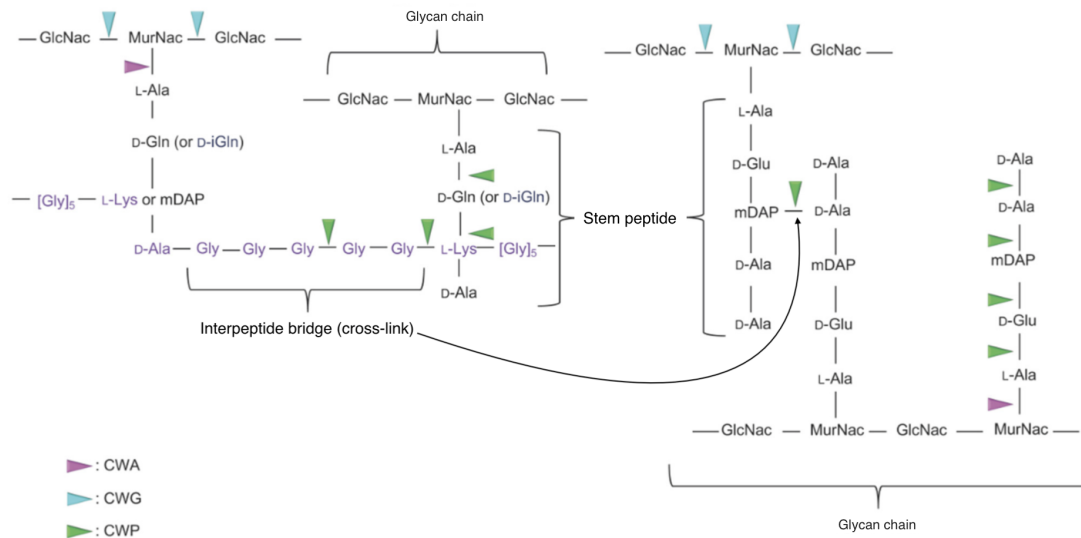 Glycan chain
— GlcNac — MurNac — GlcNac —
L-Ala
D-Gln (or D-iGln)
— [Gly]5 — L-Lys or mDAP
D-Ala — Gly — Gly — Gly — Gly — Gly — L-Lys — [Gly]5 —
Interpeptide bridge (cross-link)
— GlcNac — MurNac — GlcNac —
L-Ala
D-Gln (or D-iGln)
D-Ala
Stem peptide
— GlcNac — MurNac — GlcNac —
L-Ala
D-Glu
mDAP — D-Ala
D-Ala
D-Ala
D-Ala
mDAP
D-Glu
L-Ala
D-Ala
D-Ala
mDAP
D-Glu
L-Ala
— GlcNac — MurNac — GlcNac — MurNac —
Glycan chain
: CWA
: CWG
: CWP